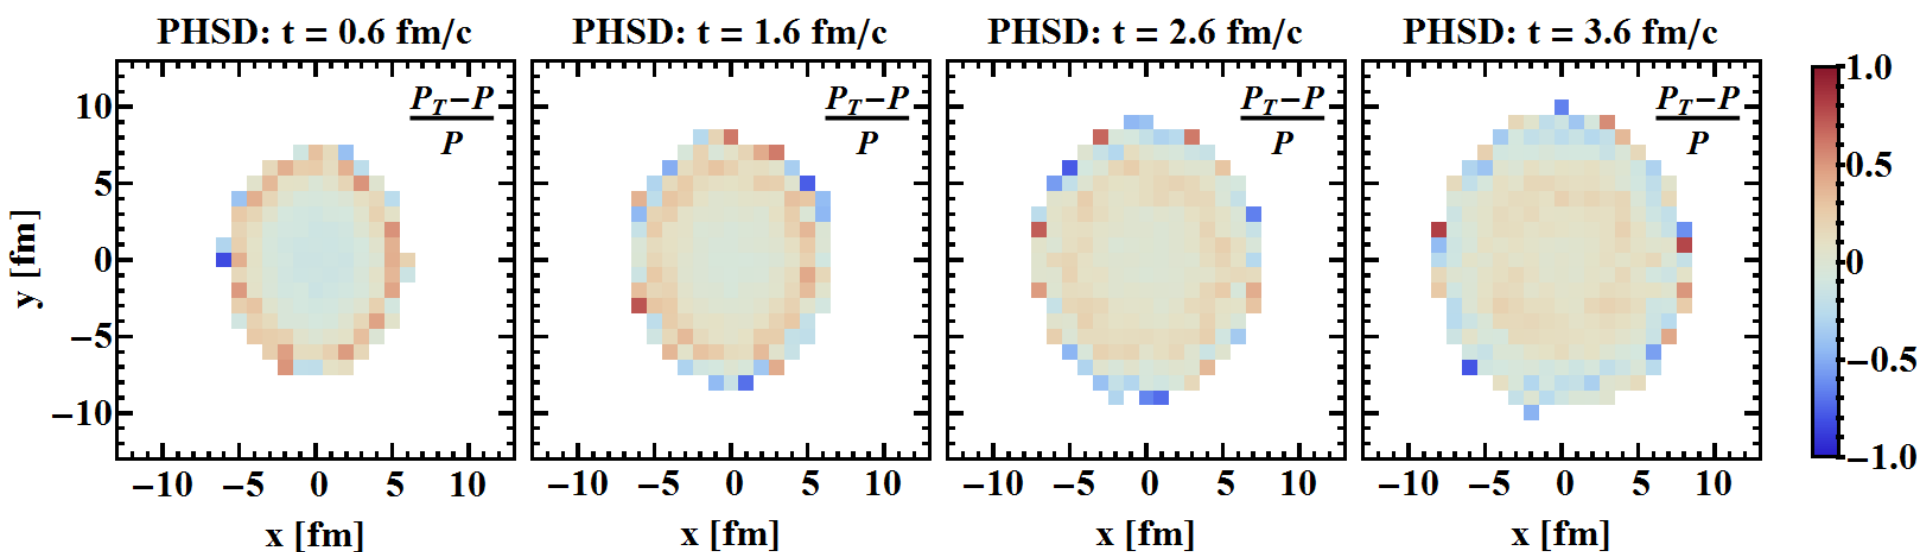 PHSD: t = 0.6 fm/c PHSD: t = 1.6 fm/c PHSD: t = 2.6 fm/c PHSD: t = 3.6 fm/c
P_T−P P_T−P P_T−P P_T−P
P P P P
10
5
0
−5
−10
y [fm]
1.0
0.5
0
−0.5
−1.0
−10 −5 0 5 10 −10 −5 0 5 10 −10 −5 0 5 10 −10 −5 0 5 10
x [fm] x [fm] x [fm] x [fm]